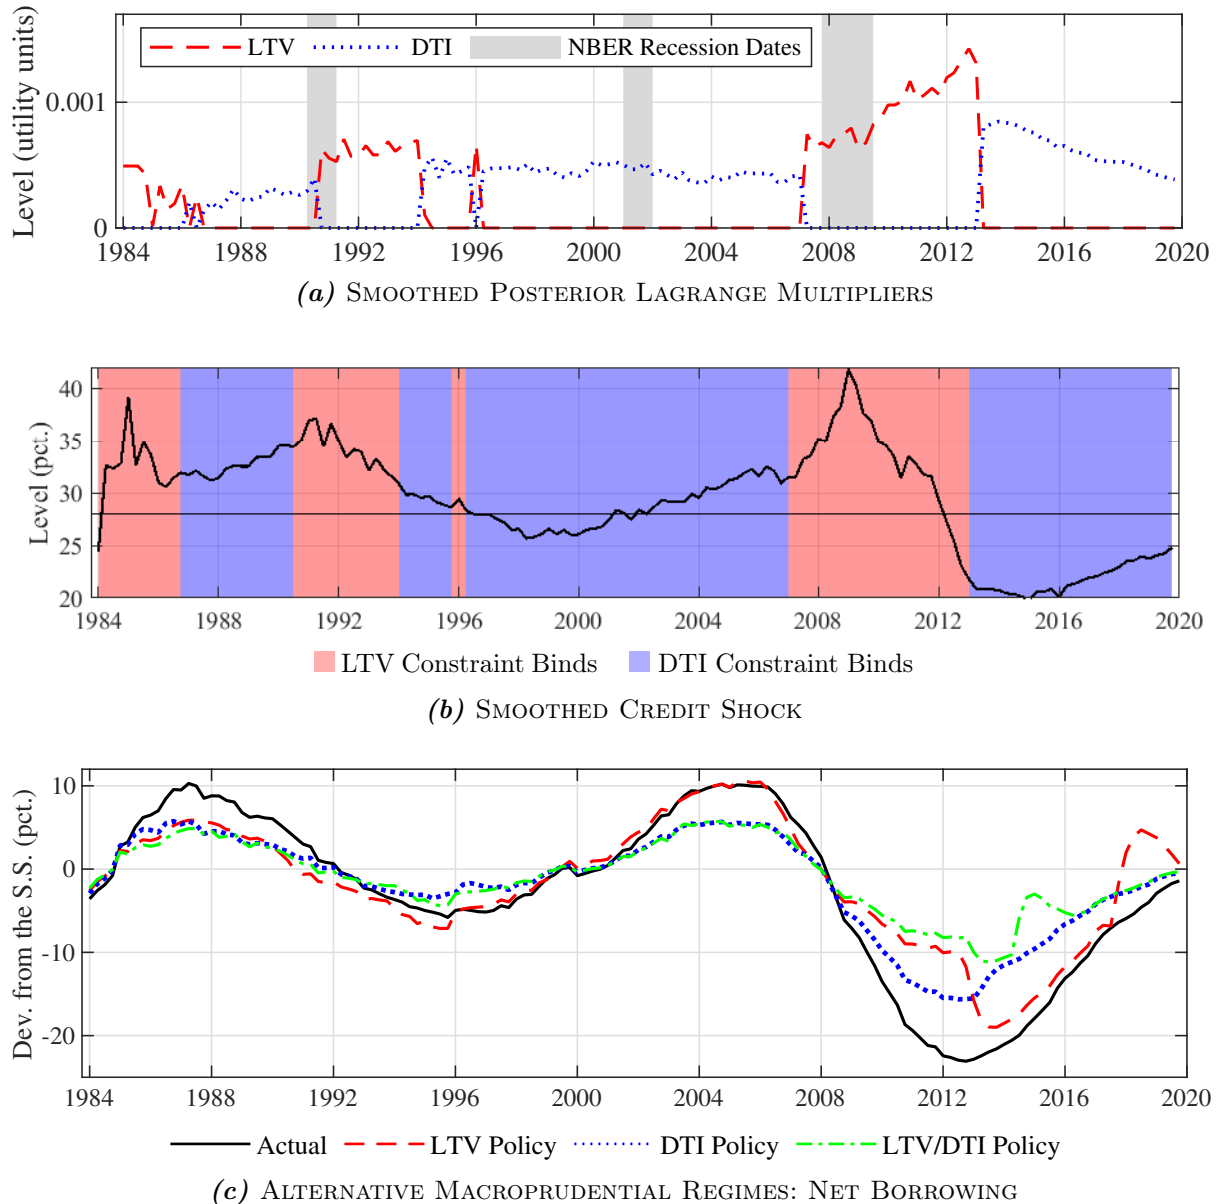 Level (utility units)
LTV DTI NBER Recession Dates
0.001
0
1984 1988 1992 1996 2000 2004 2008 2012 2016 2020
(a) Smoothed Posterior Lagrange Multipliers
Level (pct.)
40
35
30
25
20
1984 1988 1992 1996 2000 2004 2008 2012 2016 2020
LTV Constraint Binds DTI Constraint Binds
(b) Smoothed Credit Shock
Dev. from the S.S. (pct.)
10
0
-10
-20
1984 1988 1992 1996 2000 2004 2008 2012 2016 2020
Actual LTV Policy DTI Policy LTV/DTI Policy
(c) Alternative Macroprudential Regimes: Net Borrowing